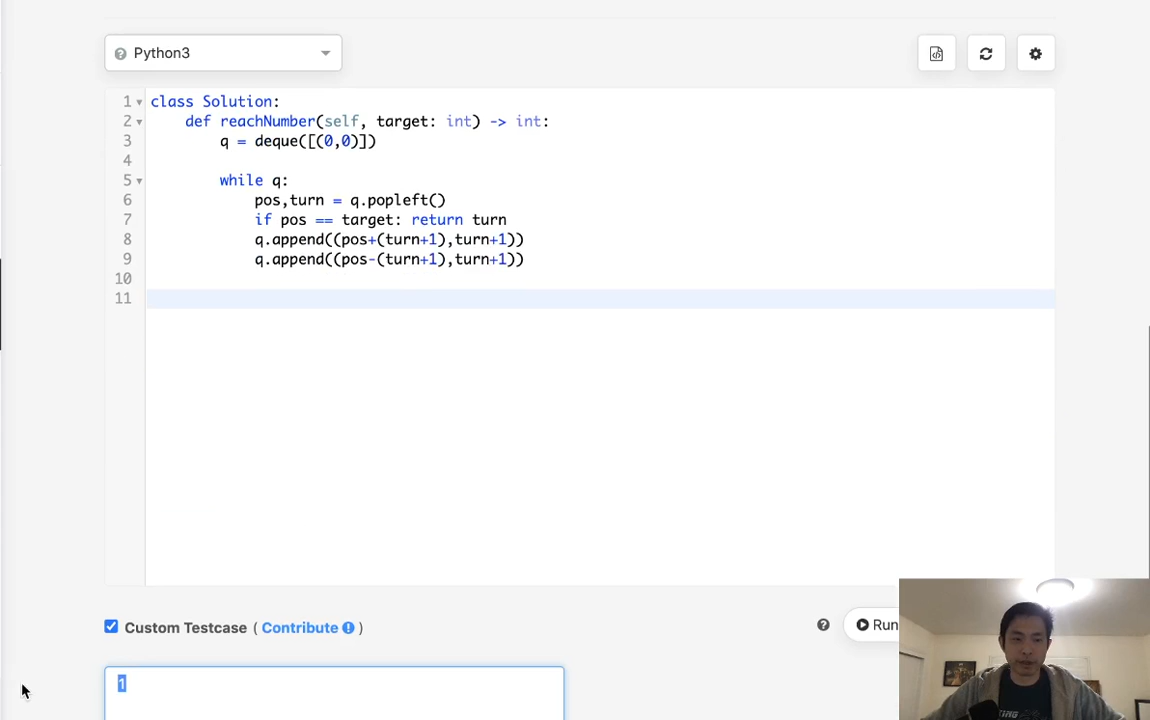 Python3
1 class Solution:
2 def reachNumber(self, target: int) -> int:
3 q = deque([(0,0)])
4
5 while q:
6 pos,turn = q.popleft()
7 if pos == target: return turn
8 q.append((pos+(turn+1),turn+1))
9 q.append((pos-(turn+1),turn+1))
10
11
Custom Testcase ( Contribute )
Run
1